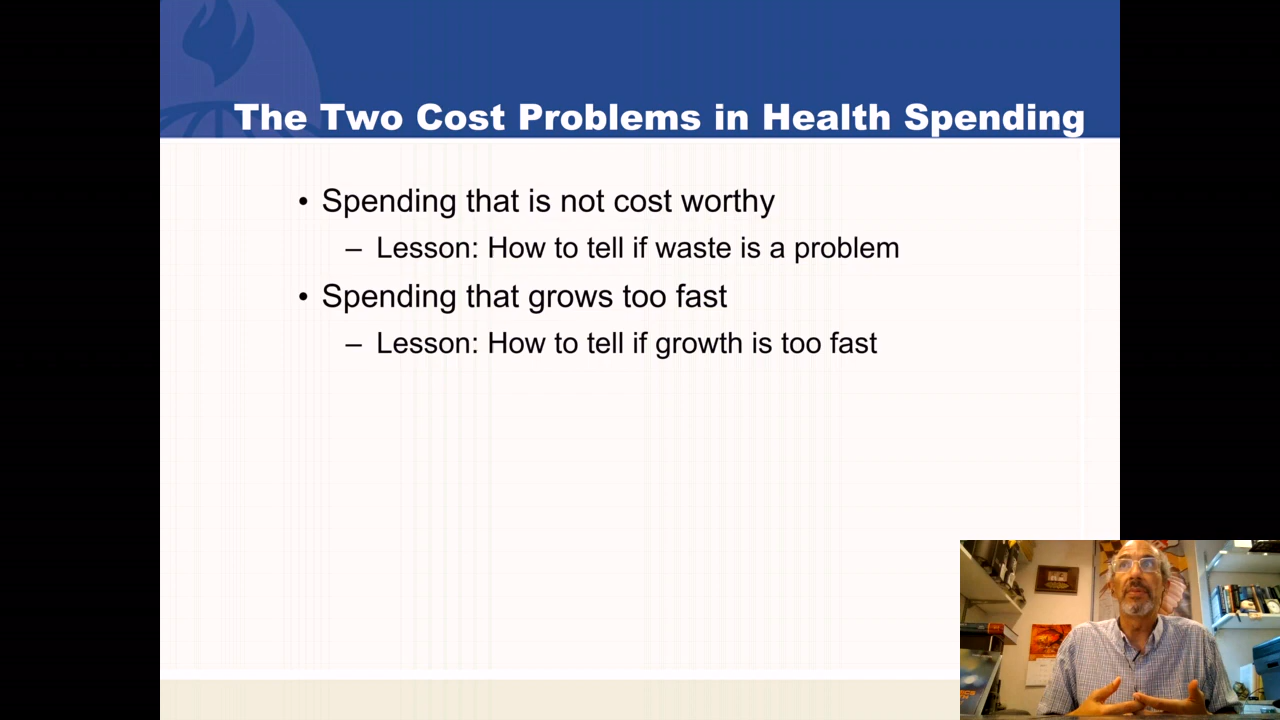 The Two Cost Problems in Health Spending
• Spending that is not cost worthy
– Lesson: How to tell if waste is a problem
• Spending that grows too fast
– Lesson: How to tell if growth is too fast